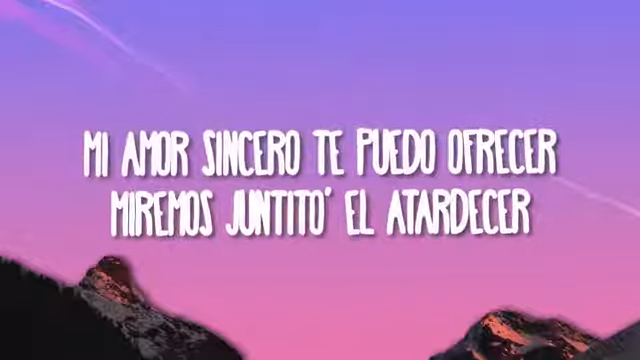 MI AMOR SINCERO TE PUEDO OFRECER
MIREMOS JUNTITO' EL ATARDECER